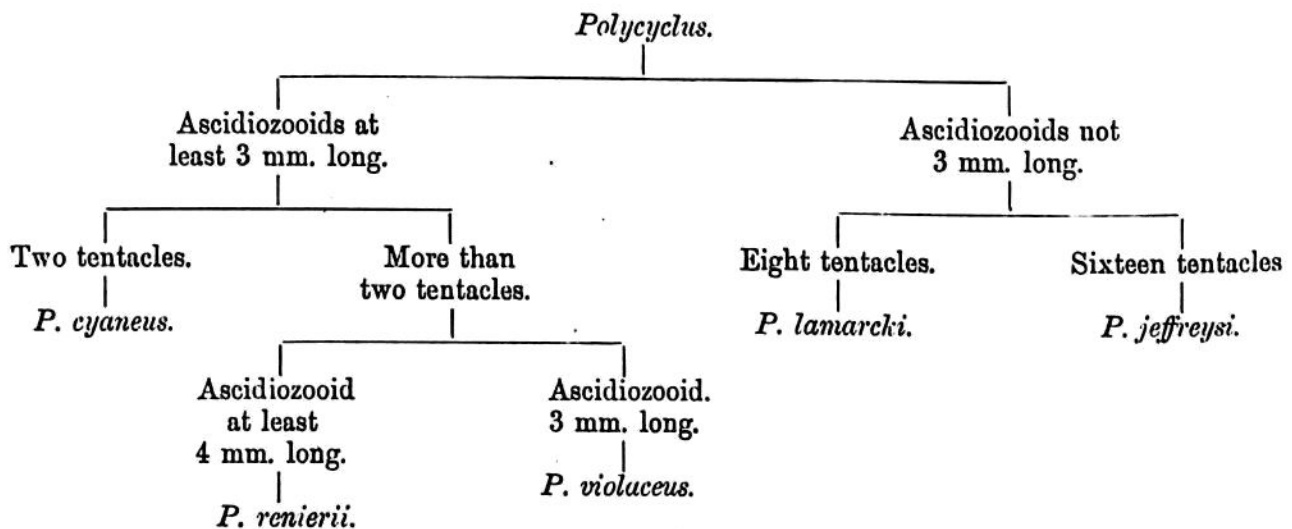 Polycyclus.
Ascidiozooids at
least 3 mm. long.
Ascidiozooids not
3 mm. long.
Two tentacles.
P. cyaneus.
More than
two tentacles.
Eight tentacles.
P. lamarcki.
Sixteen tentacles
P. jeffreysi.
Ascidiozooid
at least
4 mm. long.
P. renierii.
Ascidiozooid.
3 mm. long.
P. violaceus.